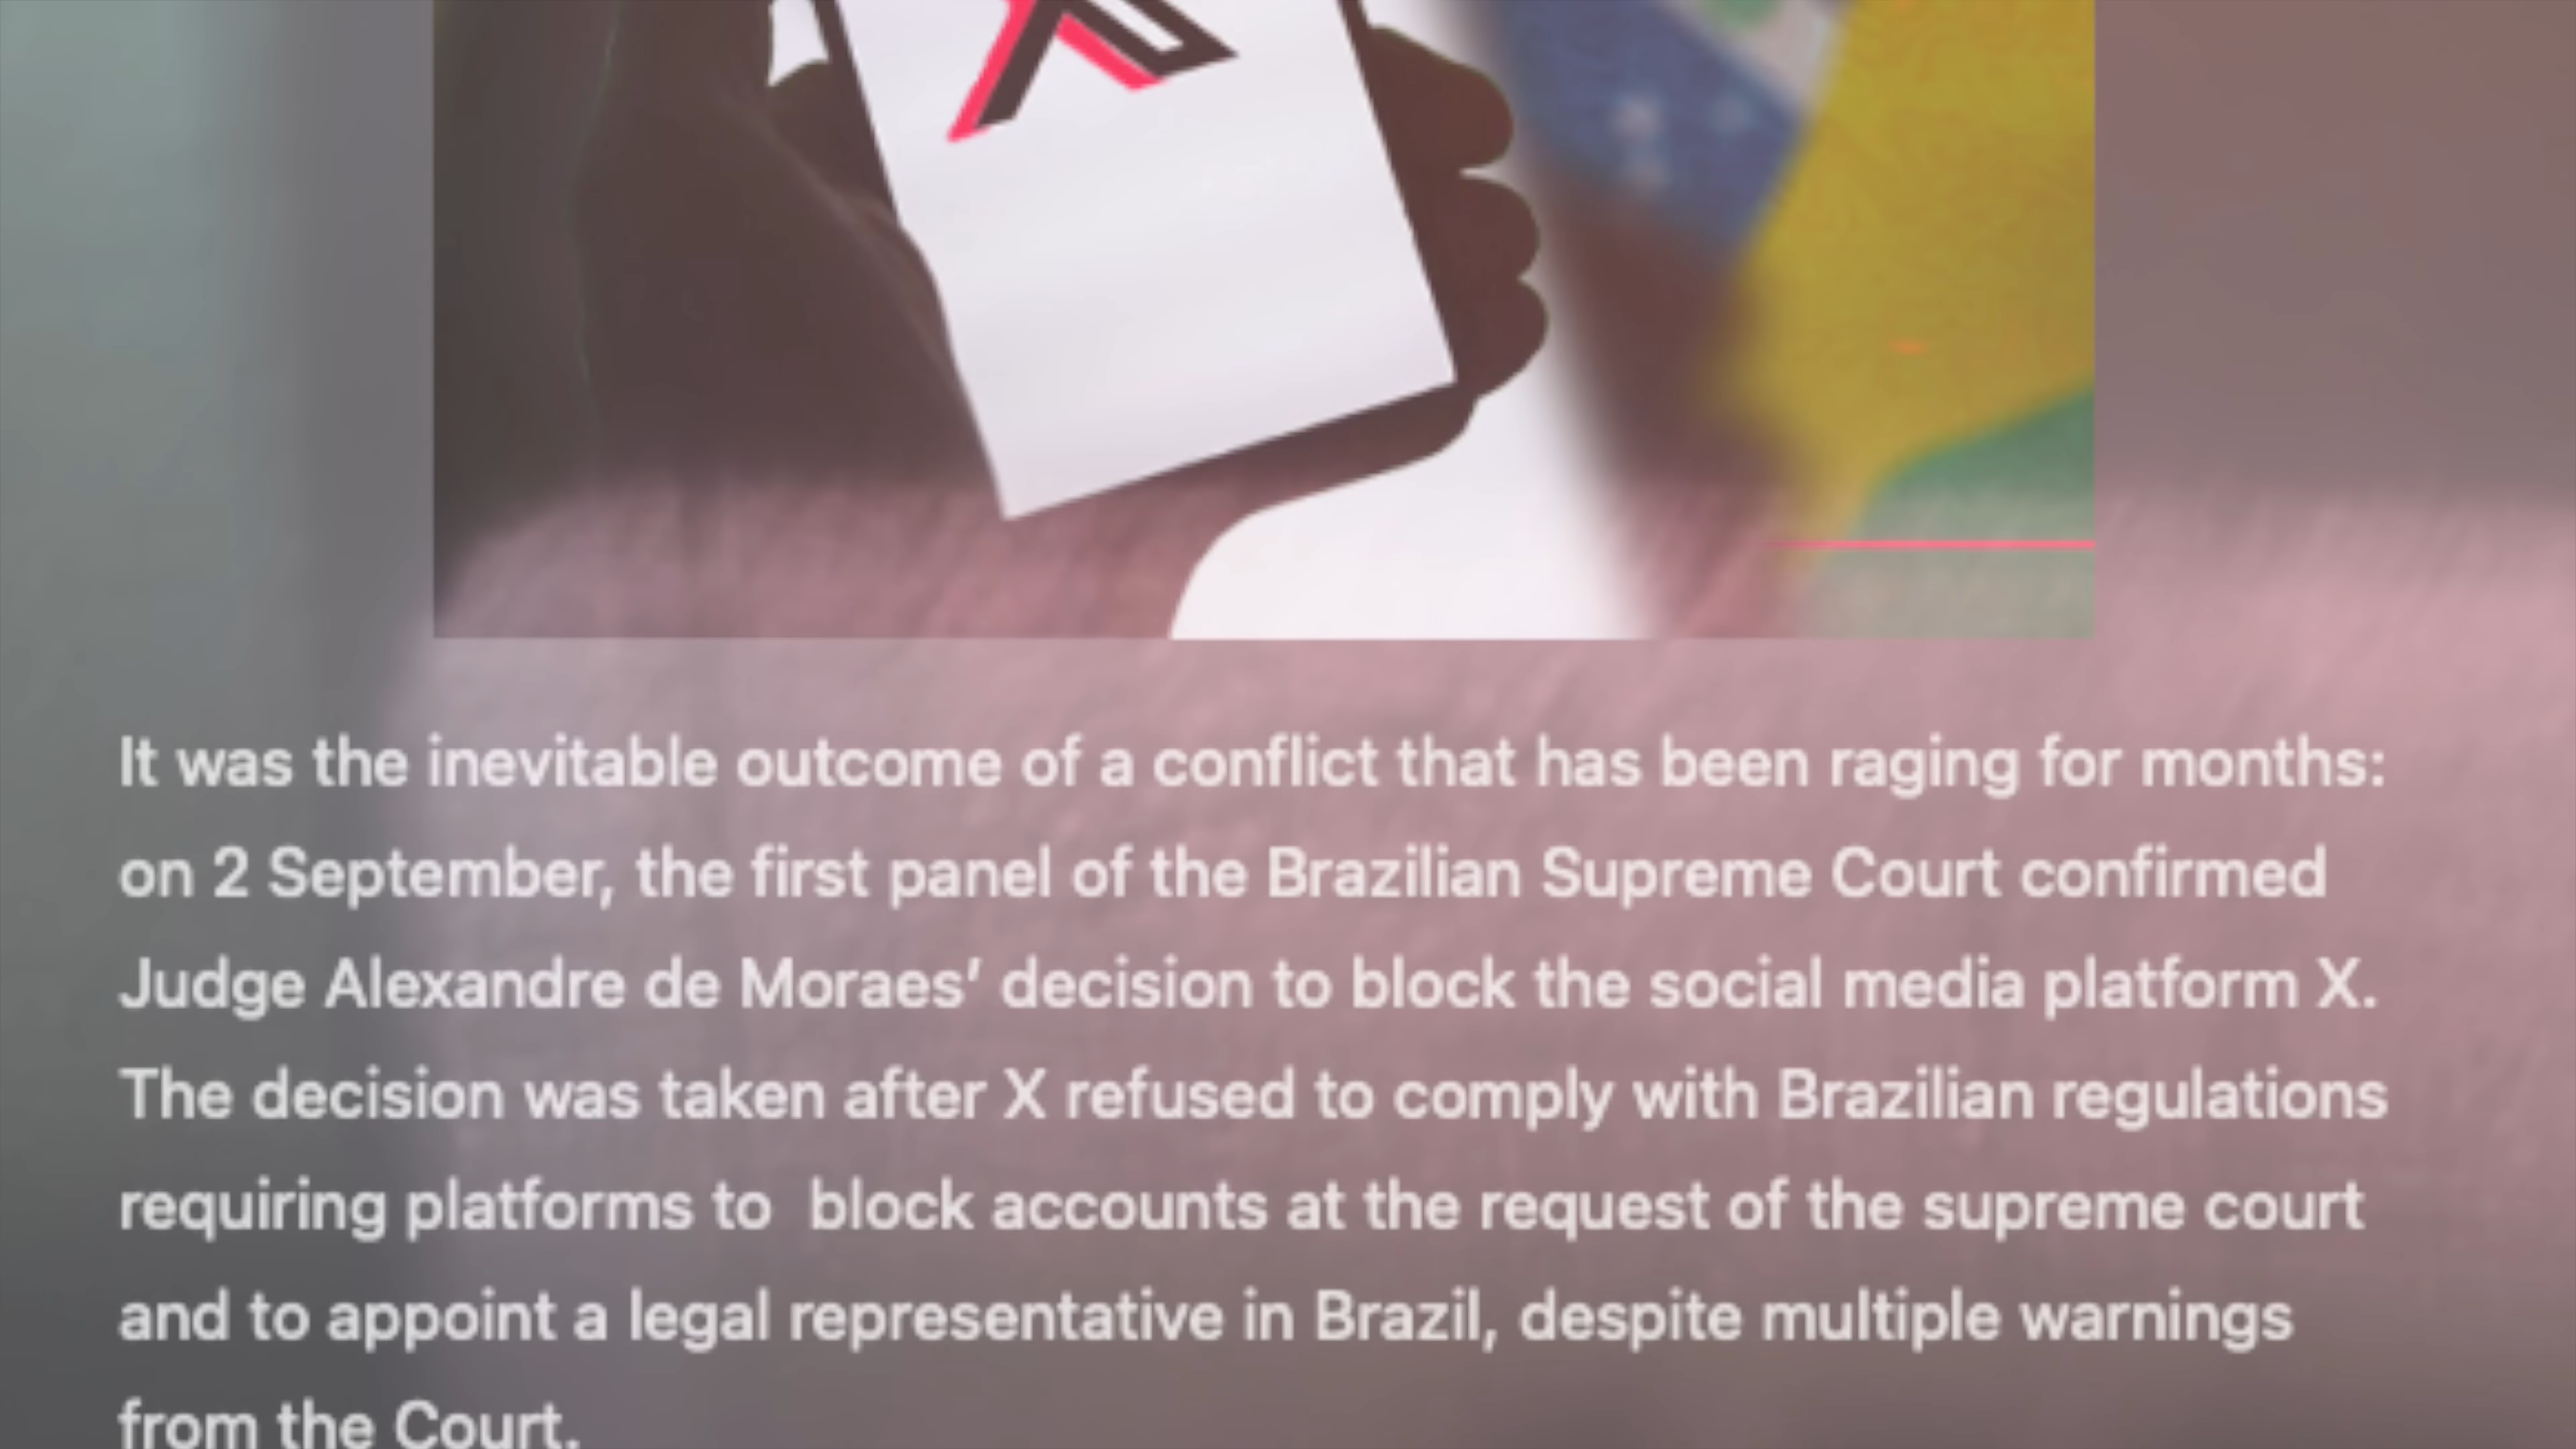 It was the inevitable outcome of a conflict that has been raging for months:
on 2 September, the first panel of the Brazilian Supreme Court confirmed
Judge Alexandre de Moraes’ decision to block the social media platform X.
The decision was taken after X refused to comply with Brazilian regulations
requiring platforms to  block accounts at the request of the supreme court
and to appoint a legal representative in Brazil, despite multiple warnings
from the Court.